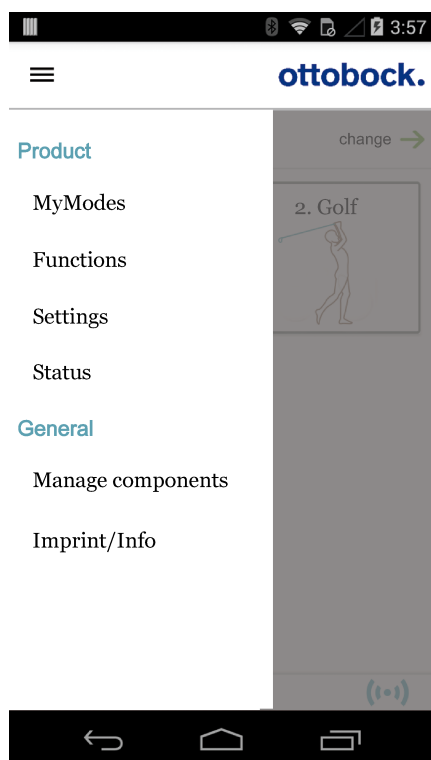 3:57
ottobock.
Product
change
MyModes
2. Golf
Functions
Settings
Status
General
Manage components
Imprint/Info